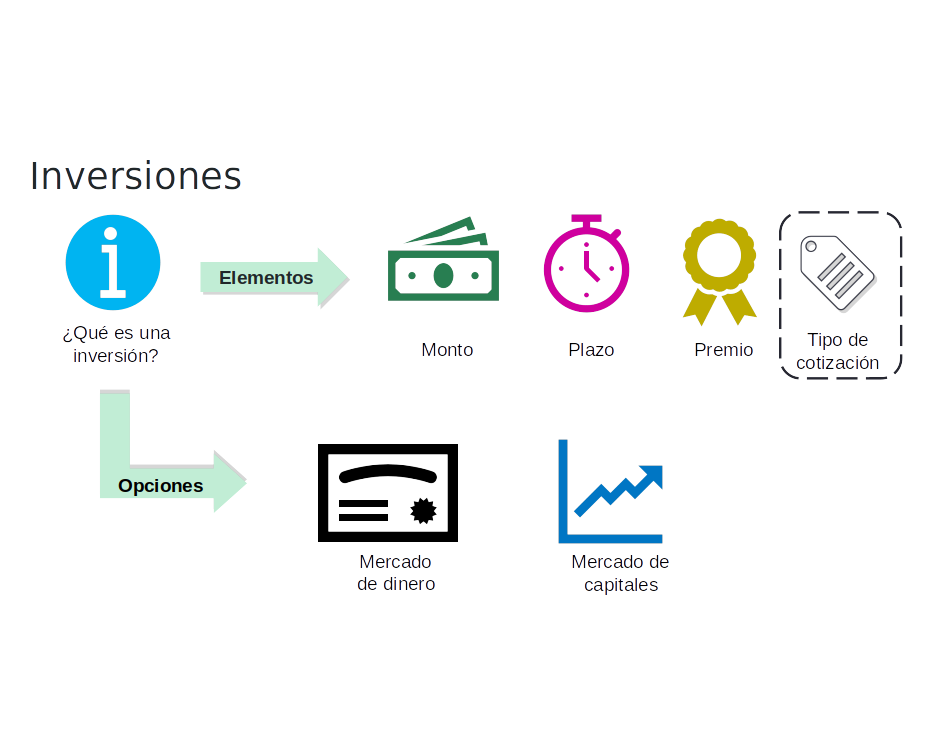 Inversiones
¿Qué es una
inversión?
Elementos
Monto
Plazo
Premio
Tipo de
cotización
Opciones
Mercado
de dinero
Mercado de
capitales